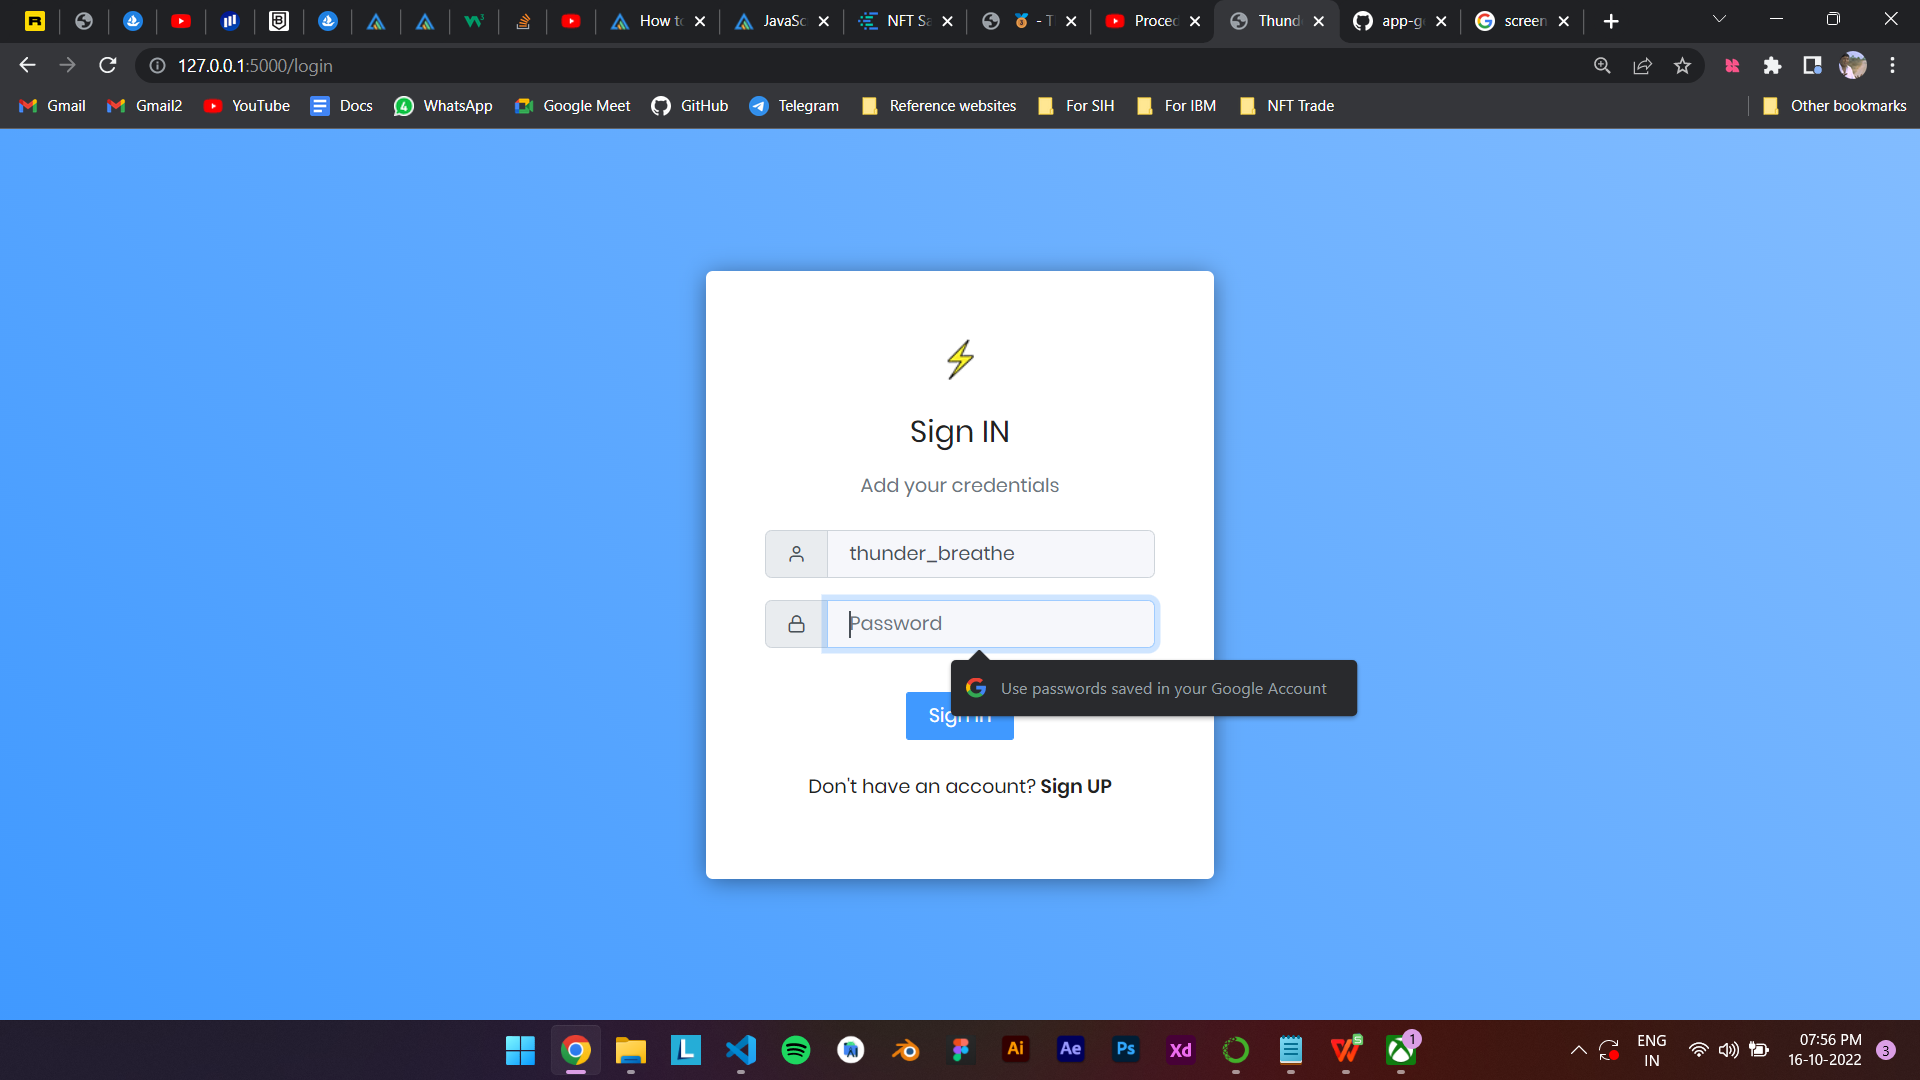 How to
JavaSc
NFT Sa
- T
Proced
Thund
app-g
screen
127.0.0.1:5000/login
Gmail
Gmail2
YouTube
Docs
4
WhatsApp
Google Meet
GitHub
Telegram
Reference websites
For SIH
For IBM
NFT Trade
Other bookmarks
Sign IN
Add your credentials
thunder_breathe
Password
Use passwords saved in your Google Account
Sign In
Don't have an account? Sign UP
L
Ai
Ae
Ps
Xd
W
S
1
ENG
IN
07:56 PM
16-10-2022
3